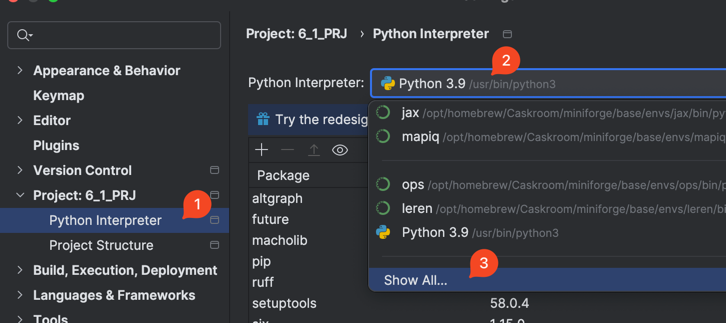 Project: 6_1_PRJ › Python Interpreter
Appearance & Behavior
Keymap
Editor
Plugins
Version Control
Project: 6_1_PRJ
1
Python Interpreter
Project Structure
Build, Execution, Deployment
Languages & Frameworks
Tools
2
Python Interpreter: Python 3.9 /usr/bin/python3
Try the redesig
Package
altgraph
future
macholib
pip
ruff
setuptools 58.0.4
six 1.15.0
jax /opt/homebrew/Caskroom/miniforge/base/envs/jax/bin/py
mapiq /opt/homebrew/Caskroom/miniforge/base/envs/mapiq
ops /opt/homebrew/Caskroom/miniforge/base/envs/ops/bin/p
leren /opt/homebrew/Caskroom/miniforge/base/envs/leren/bi
Python 3.9 /usr/bin/python3
3
Show All...